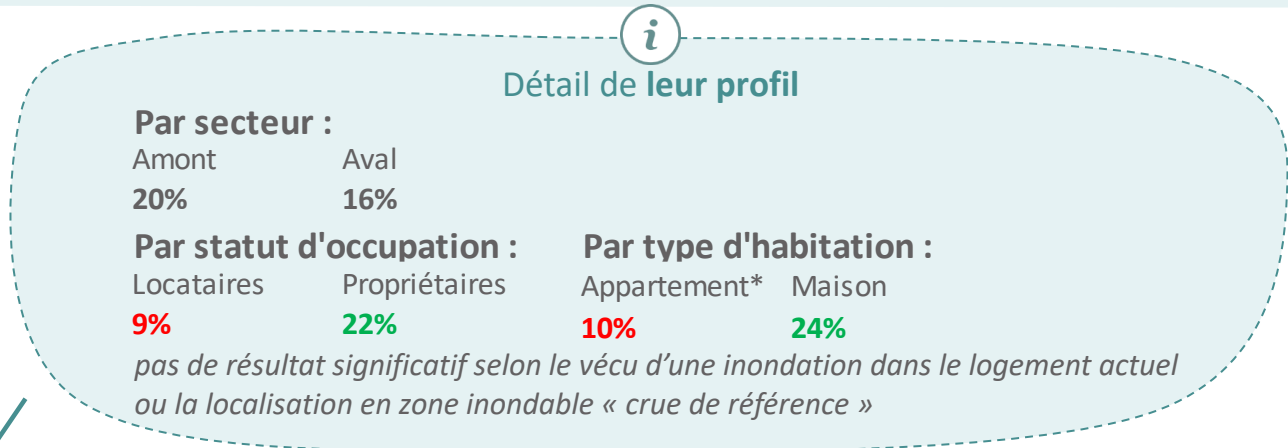 i
Détail de leur profil
Par secteur :
Amont Aval
20% 16%
Par statut d'occupation : Par type d'habitation :
Locataires Propriétaires Appartement* Maison
9% 22% 10% 24%
pas de résultat significatif selon le vécu d’une inondation dans le logement actuel
ou la localisation en zone inondable « crue de référence »